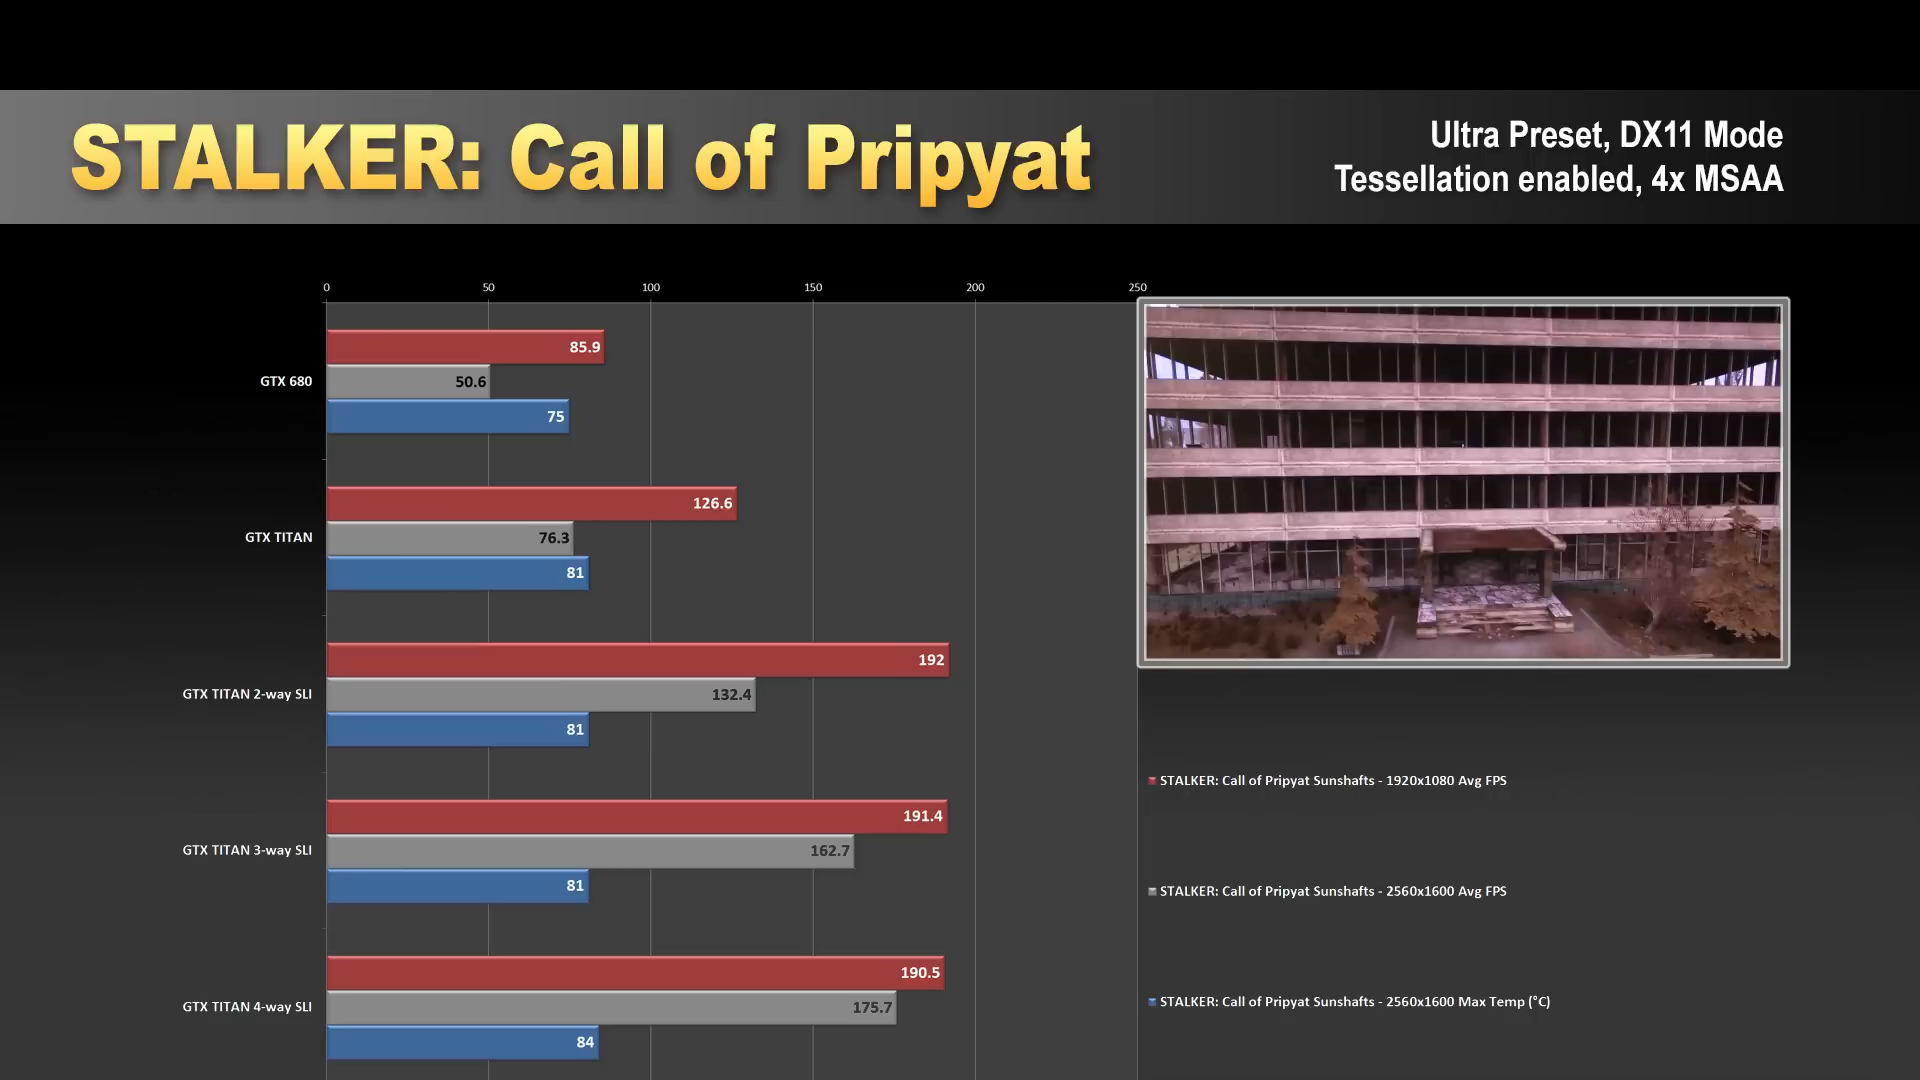 STALKER: Call of Pripyat
Ultra Preset, DX11 Mode
Tessellation enabled, 4x MSAA
0 50 100 150 200 250
GTX 680
85.9
50.6
75
GTX TITAN
126.6
76.3
81
GTX TITAN 2-way SLI
192
132.4
81
GTX TITAN 3-way SLI
191.4
162.7
81
GTX TITAN 4-way SLI
190.5
175.7
84
STALKER: Call of Pripyat Sunshafts - 1920x1080 Avg FPS
STALKER: Call of Pripyat Sunshafts - 2560x1600 Avg FPS
STALKER: Call of Pripyat Sunshafts - 2560x1600 Max Temp (°C)